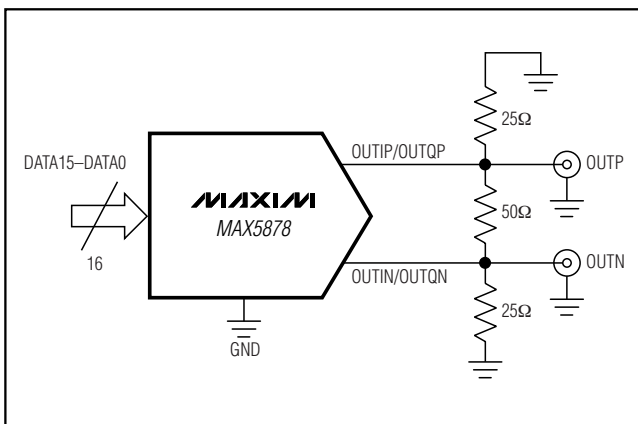 25Ω
OUTIP/OUTQP
OUTP
DATA15–DATA0
MAXIM
MAX5878
50Ω
16
OUTIN/OUTQN
OUTN
25Ω
GND